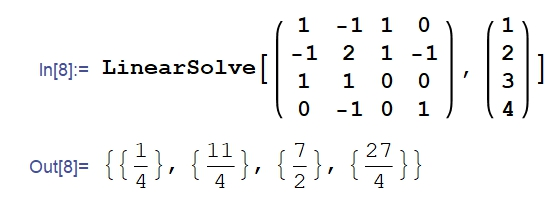 In[8]:= LinearSolve[( 1 -1 1 0
-1 2 1 -1
1 1 0 0
0 -1 0 1 ), ( 1
2
3
4 )]
Out[8]= {{1/4}, {11/4}, {7/2}, {27/4}}